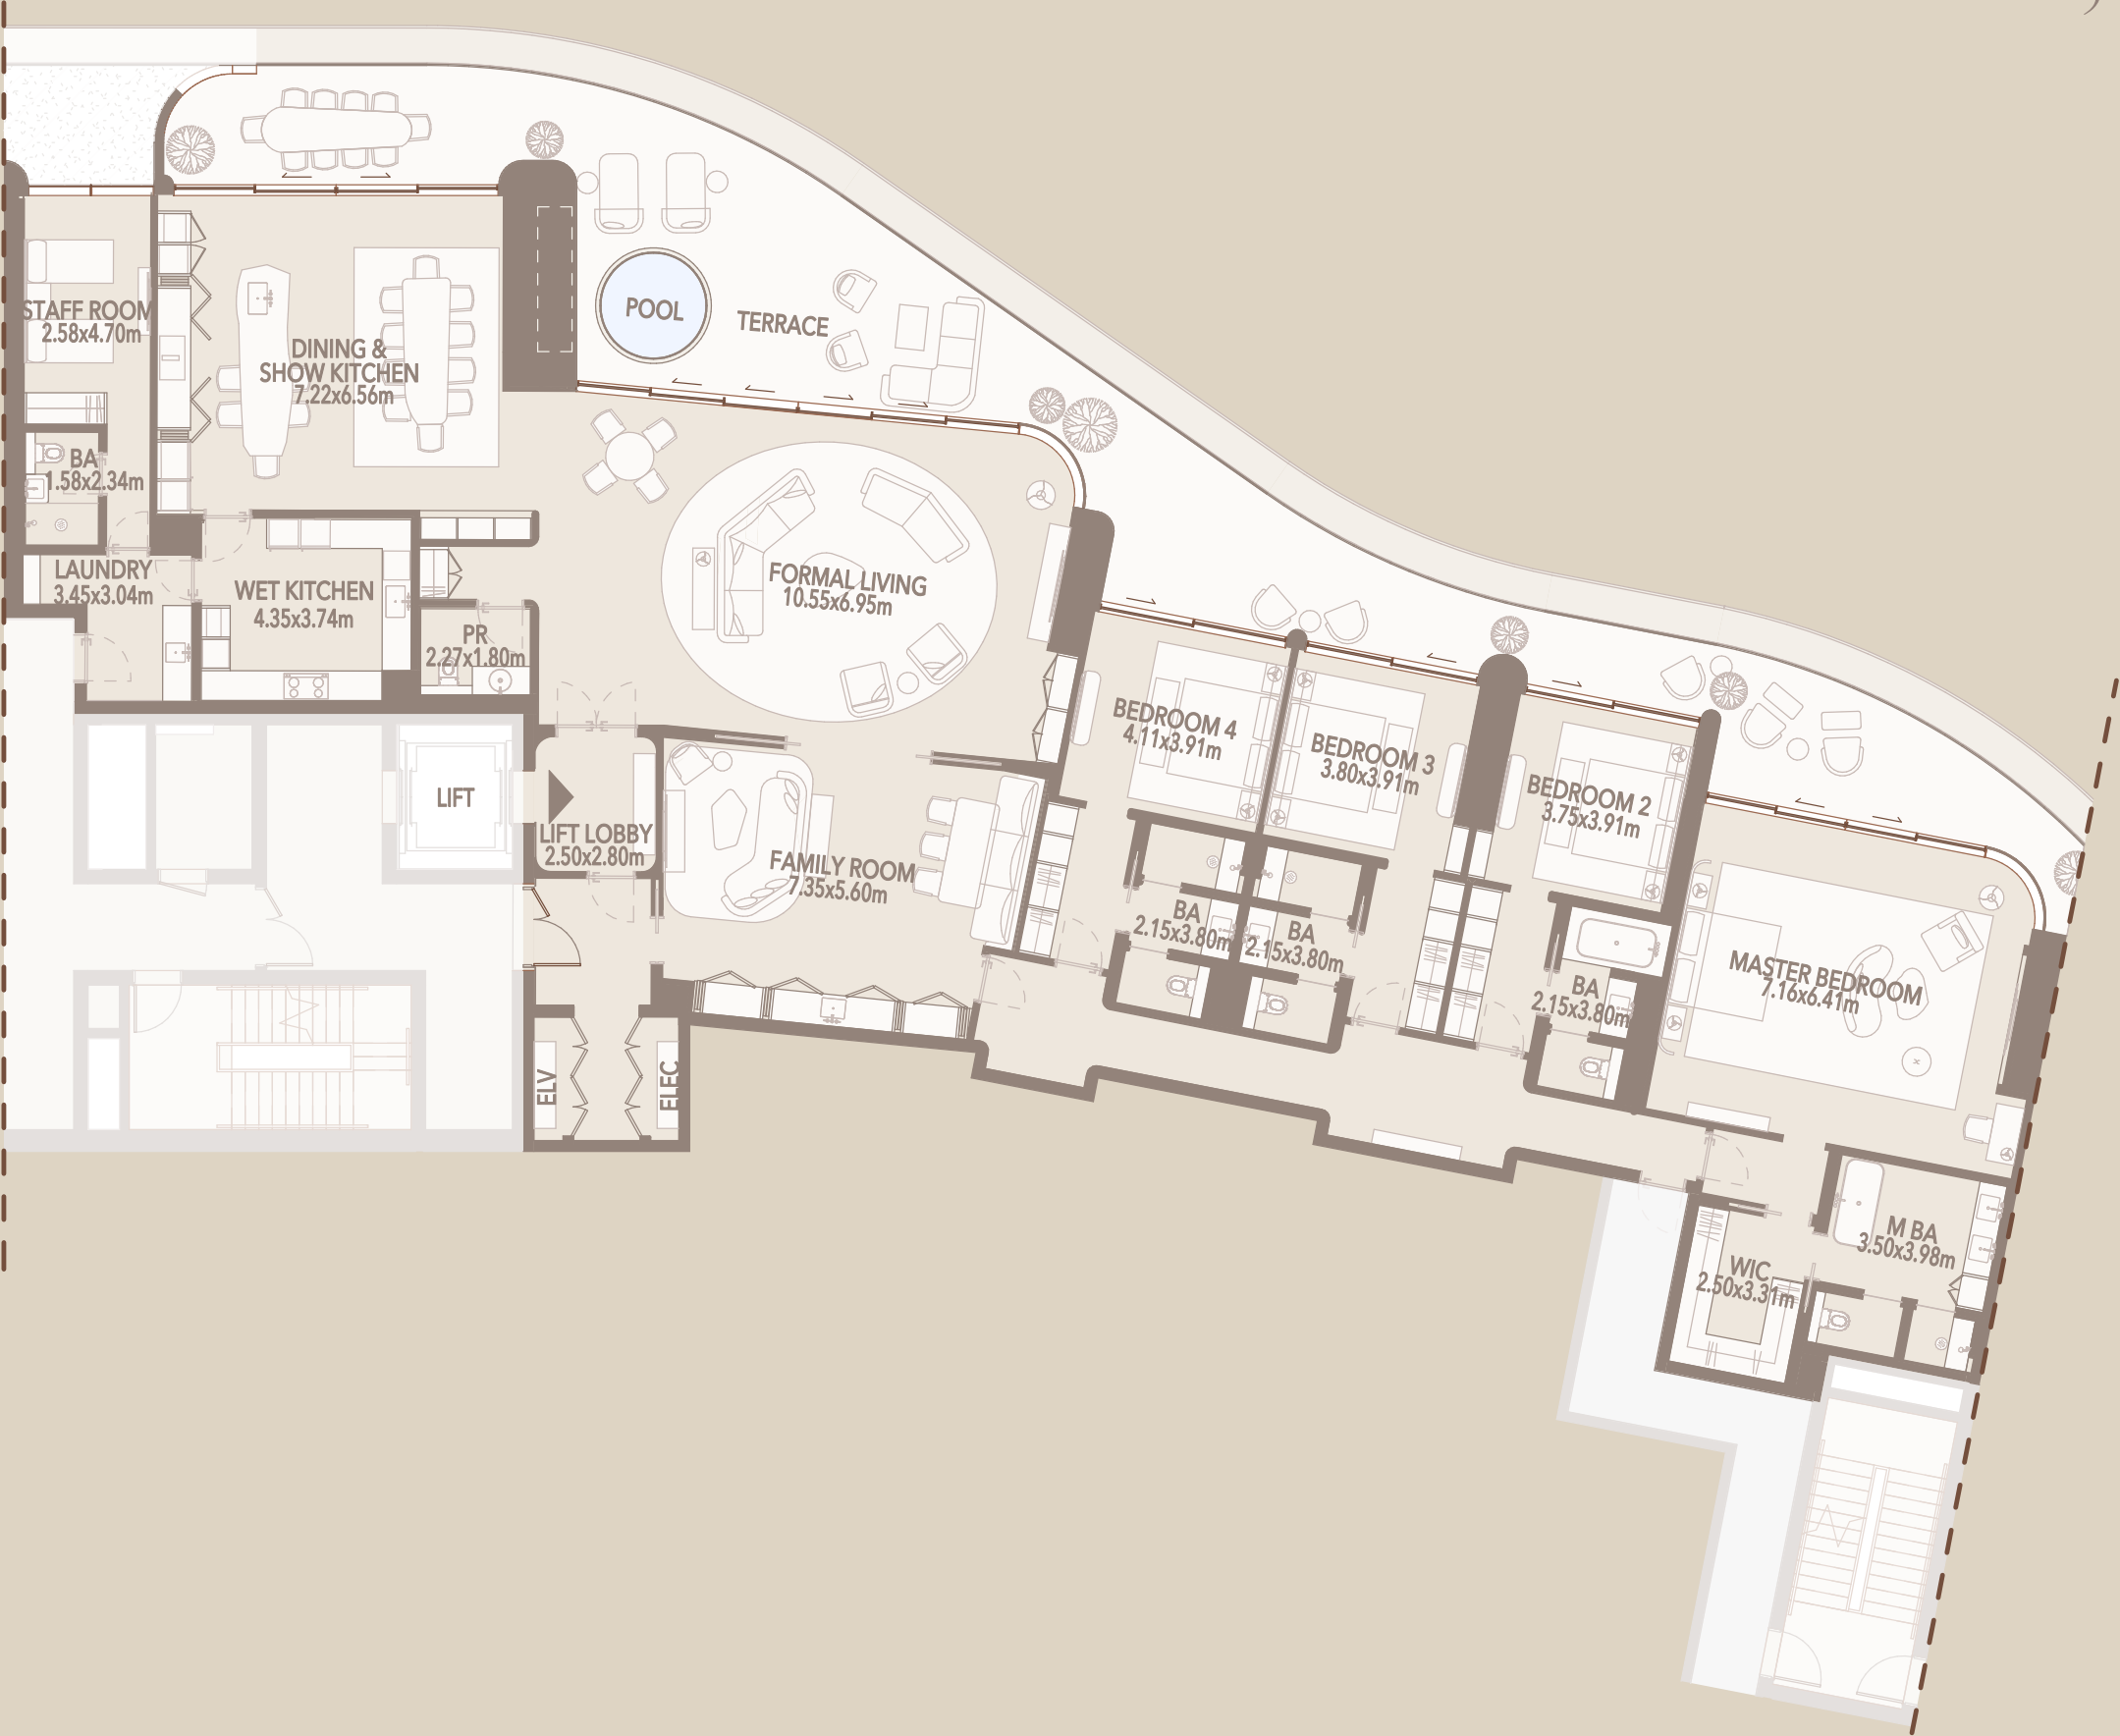 STAFF ROOM
2.58x4.70m
DINING &
SHOW KITCHEN
7.22x6.56m
POOL
TERRACE
BA
1.58x2.34m
LAUNDRY
3.45x3.04m
WET KITCHEN
4.35x3.74m
PR
2.27x1.80m
FORMAL LIVING
10.55x6.95m
LIFT
LIFT LOBBY
2.50x2.80m
FAMILY ROOM
7.35x5.60m
ELV
ELEC
BEDROOM 4
4.11x3.91m
BEDROOM 3
3.80x3.91m
BEDROOM 2
3.75x3.91m
BA
2.15x3.80m
BA
2.15x3.80m
BA
2.15x3.80m
MASTER BEDROOM
7.16x6.41m
M BA
3.50x3.98m
WIC
2.50x3.31m